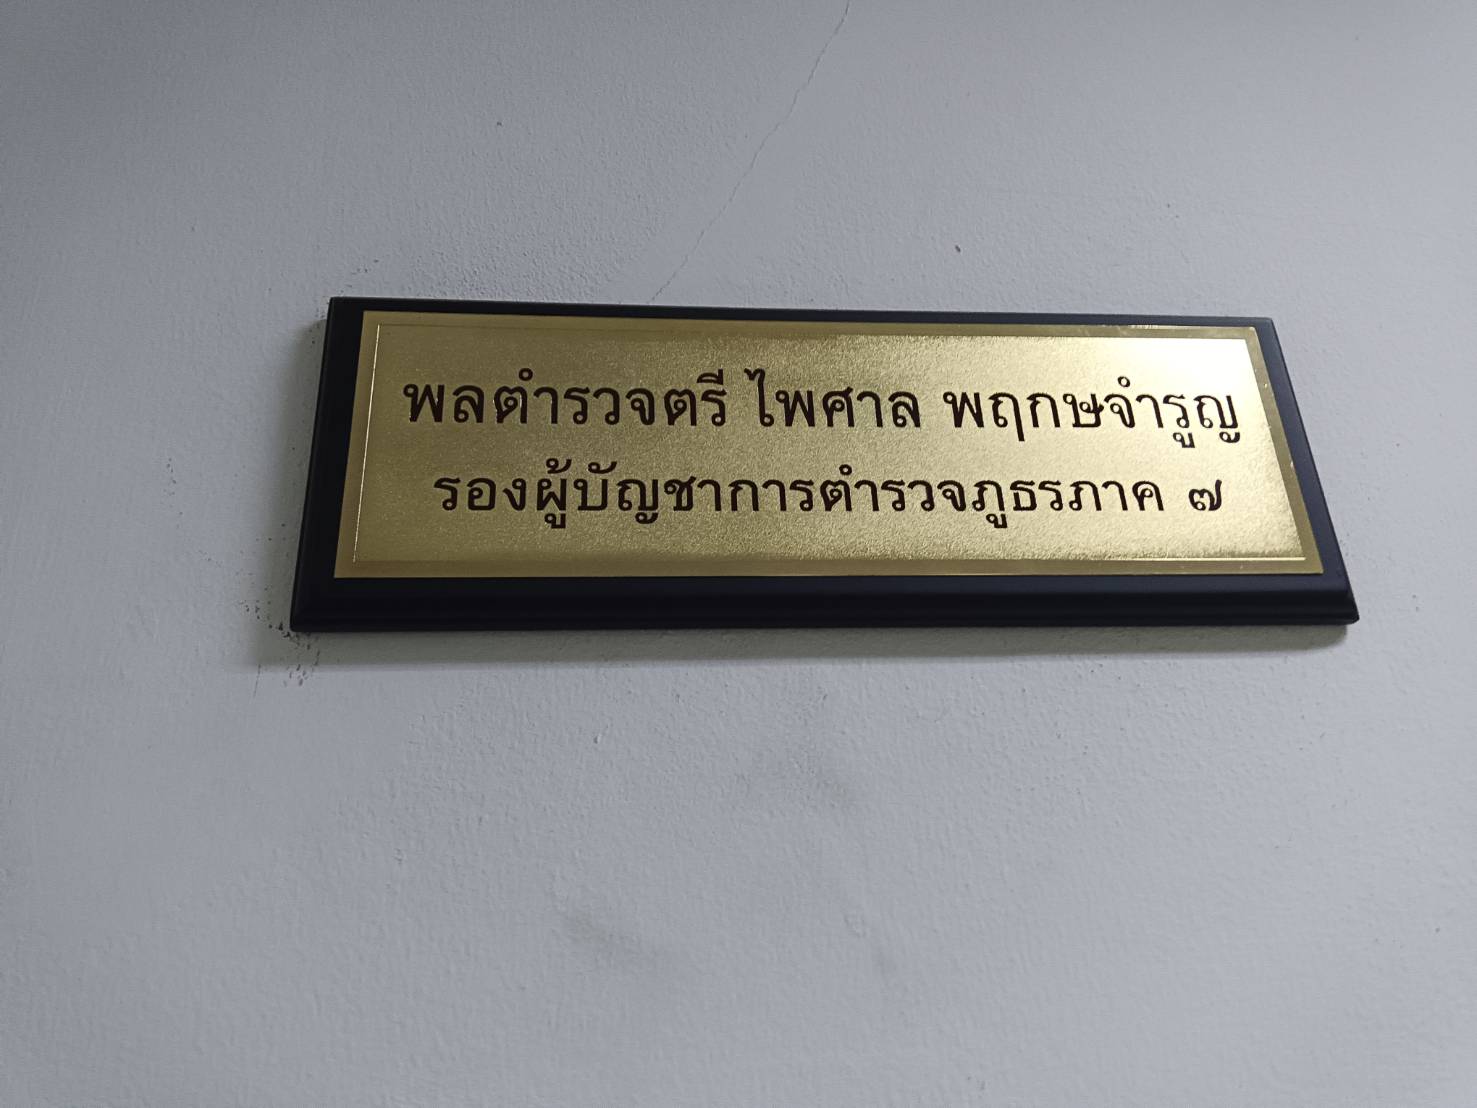 พลตำรวจตรี ไพศาล พฤกษจำรูญ
รองผู้บัญชาการตำรวจภูธรภาค ๗